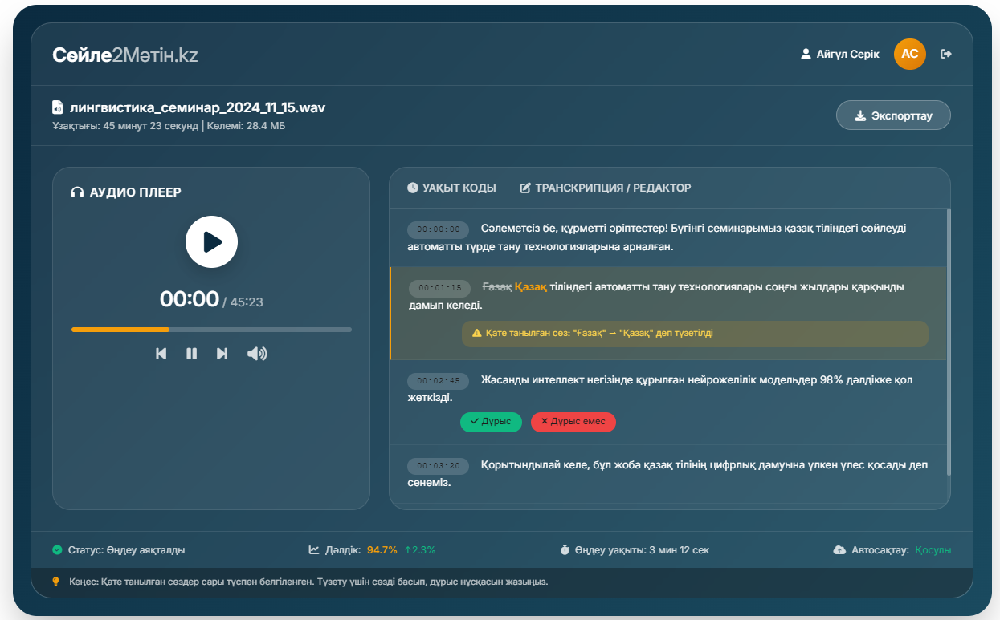 Сөйле2Мәтін.kz
Айгүл Серік
АС
лингвистика_семинар_2024_11_15.wav
Ұзақтығы: 45 минут 23 секунд | Көлемі: 28.4 МБ
Экспорттау
АУДИО ПЛЕЕР
00:00 / 45:23
УАҚЫТ КОДЫ
ТРАНСКРИПЦИЯ / РЕДАКТОР
00:00:00 Сәлеметсіз бе, құрметті әріптестер! Бүгінгі семинарымыз қазақ тіліндегі сөйлеуді
автоматты түрде тану технологияларына арналған.
00:01:15 Ғазақ Қазақ тіліндегі автоматты тану технологиялары соңғы жылдары қарқынды
дамып келеді.
Қате танылған сөз: "Ғазақ" → "Қазақ" деп түзетілді
00:02:45 Жасанды интеллект негізінде құрылған нейрожелілік модельдер 98% дәлдікке қол
жеткізді.
Дұрыс
Дұрыс емес
00:03:20 Қорытындылай келе, бұл жоба қазақ тілінің цифрлық дамуына үлкен үлес қосады деп
сенеміз.
Статус: Өңдеу аяқталды
Дәлдік: 94.7% ↑2.3%
Өңдеу уақыты: 3 мин 12 сек
Автосақтау: Қосулы
Кеңес: Қате танылған сөздер сары түспен белгіленген. Түзету үшін сөзді басып, дұрыс нұсқасын жазыңыз.